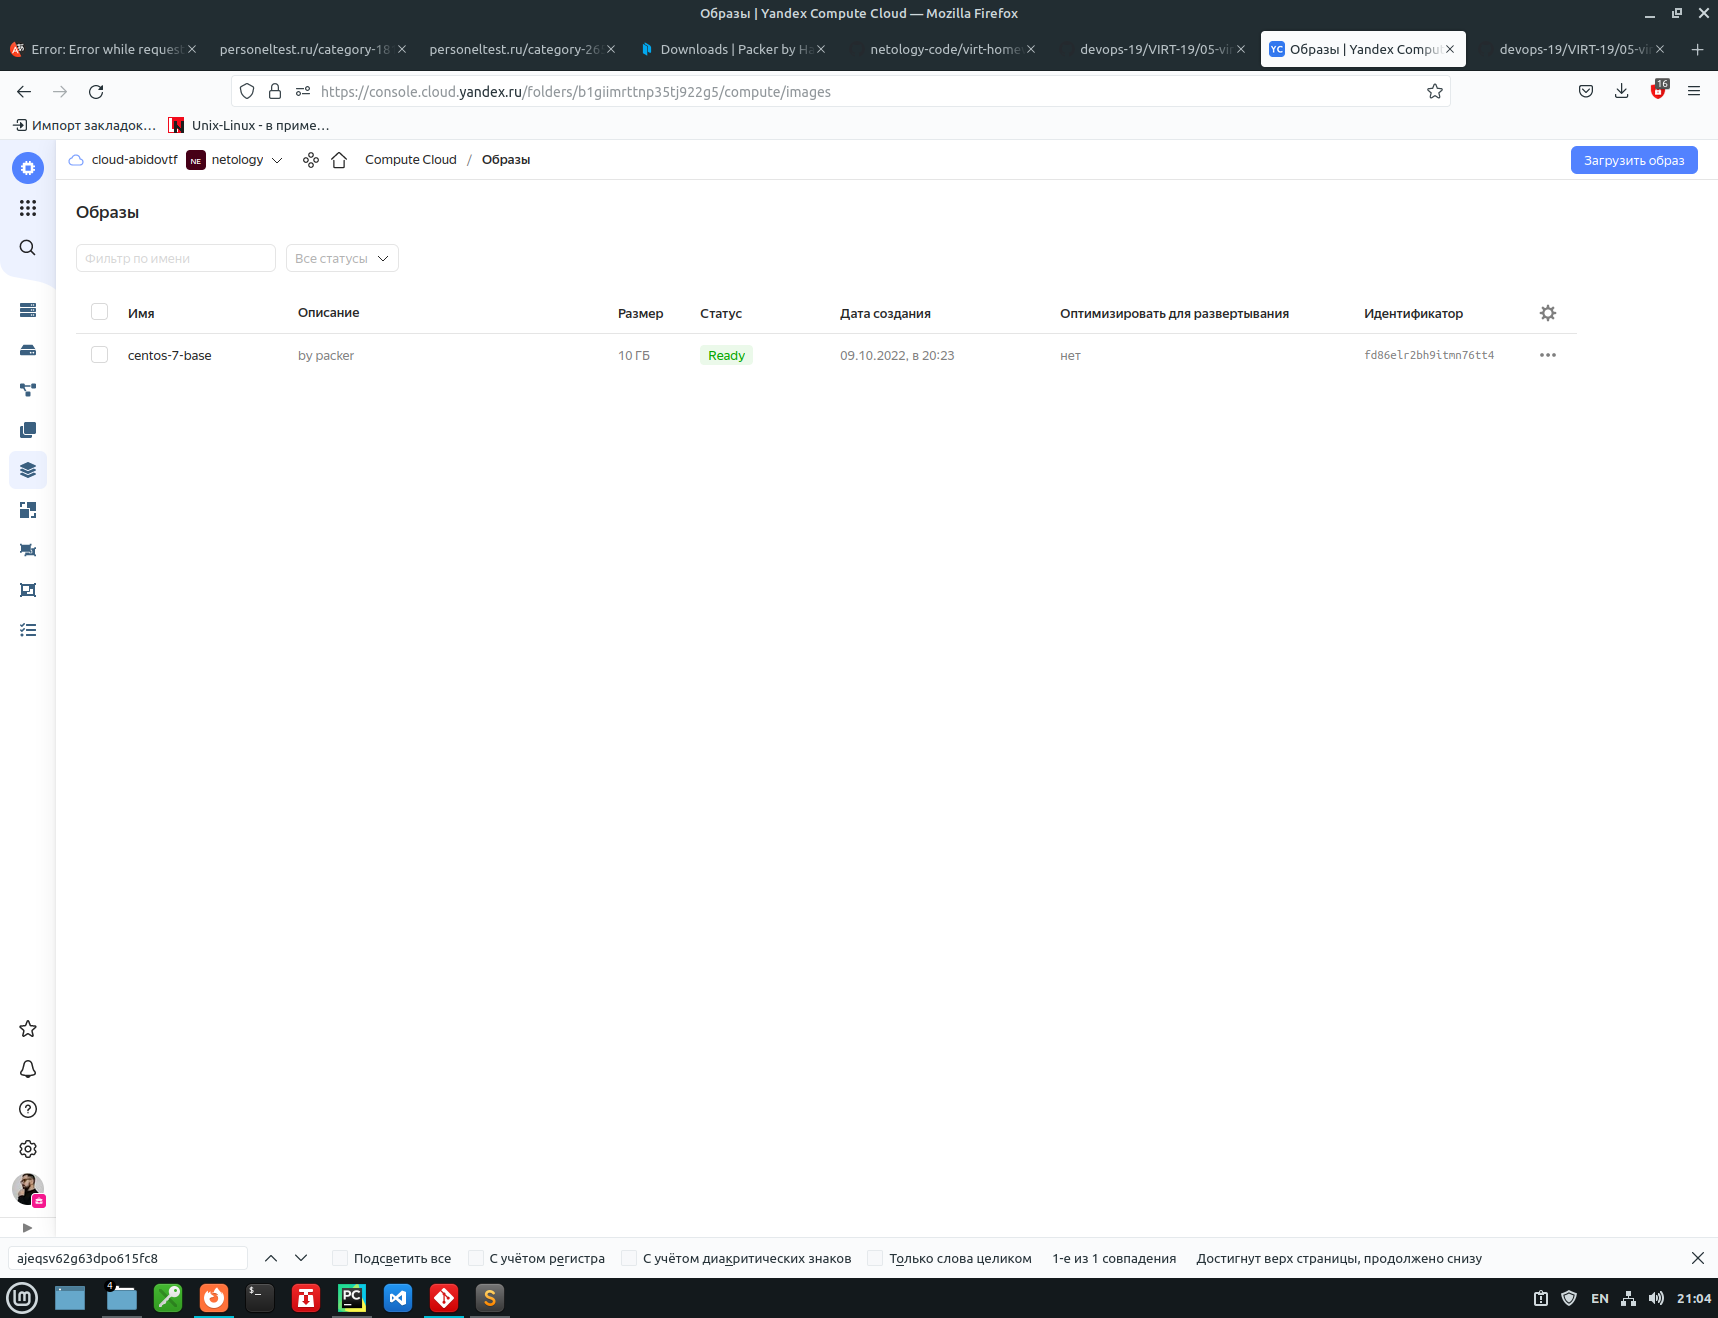 Образы | Yandex Compute Cloud — Mozilla Firefox
Error: Error while request
personeltest.ru/category-18
personeltest.ru/category-26
Downloads | Packer by Ha
netology-code/virt-home
devops-19/VIRT-19/05-vi
Образы | Yandex Compu
devops-19/VIRT-19/05-vi
https://console.cloud.yandex.ru/folders/b1giimrttnp35tj922g5/compute/images
16
Импорт закладок…
Unix-Linux - в приме…
cloud-abidovtf
NE
netology
Compute Cloud / Образы
Загрузить образ
Образы
Фильтр по имени
Все статусы
Имя Описание Размер Статус Дата создания Оптимизировать для развертывания Идентификатор
centos-7-base by packer 10 ГБ Ready 09.10.2022, в 20:23 нет fd86elr2bh9itmn76tt4
ajeqsv62g63dpo615fc8
Подсветить все
С учётом регистра
С учётом диакритических знаков
Только слова целиком
1-е из 1 совпадения
Достигнут верх страницы, продолжено снизу
4
$_
PC
S
EN
21:04